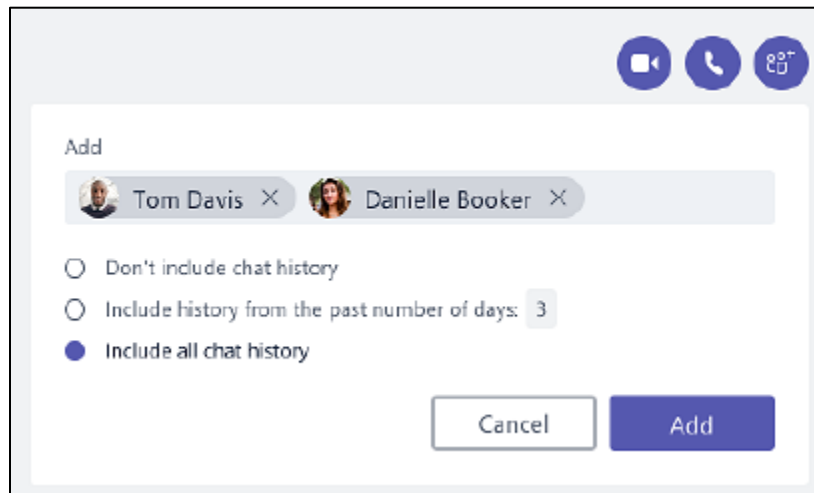 Add
Tom Davis Danielle Booker
Don't include chat history
Include history from the past number of days: 3
Include all chat history
Cancel Add